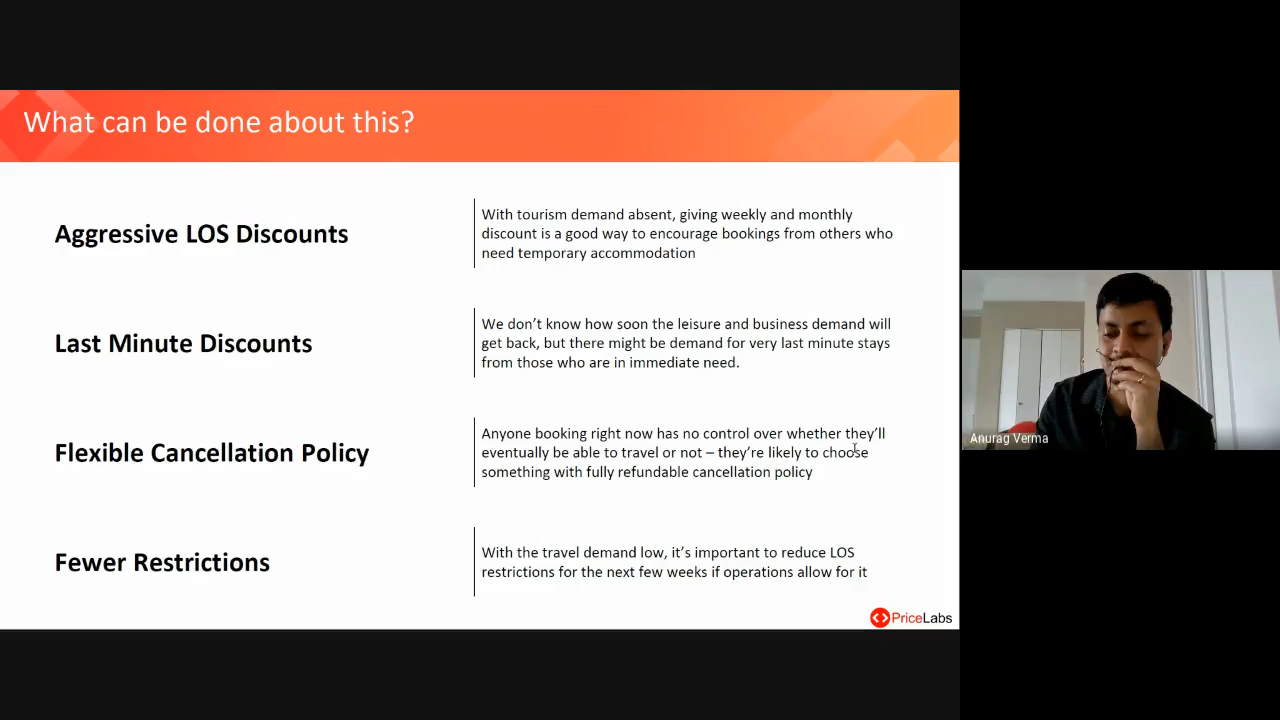 What can be done about this?
Aggressive LOS Discounts
With tourism demand absent, giving weekly and monthly
discount is a good way to encourage bookings from others who
need temporary accommodation
Last Minute Discounts
We don’t know how soon the leisure and business demand will
get back, but there might be demand for very last minute stays
from those who are in immediate need.
Flexible Cancellation Policy
Anyone booking right now has no control over whether they’ll
eventually be able to travel or not – they’re likely to choose
something with fully refundable cancellation policy
Fewer Restrictions
With the travel demand low, it’s important to reduce LOS
restrictions for the next few weeks if operations allow for it
PriceLabs
Anurag Verma